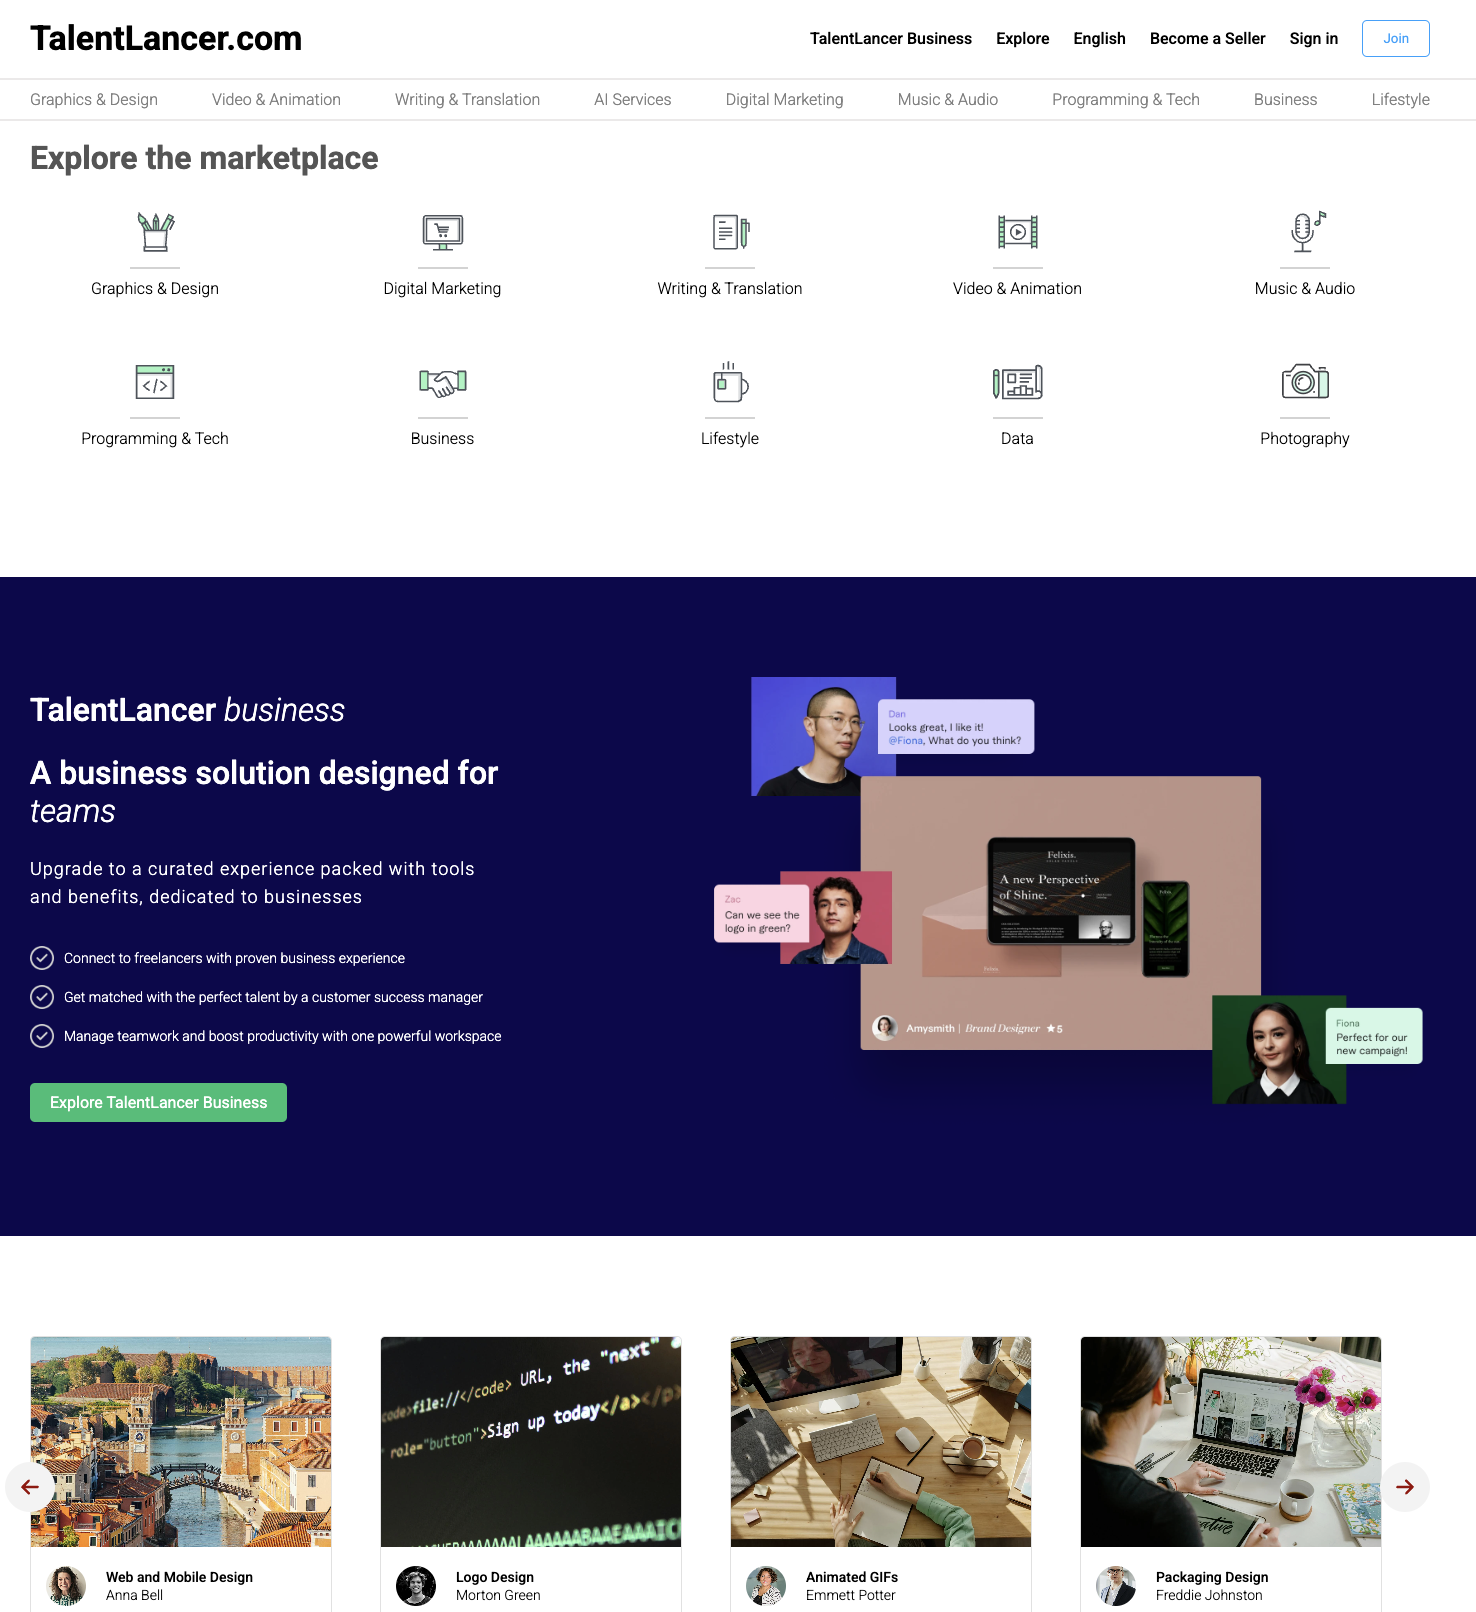 TalentLancer.com
TalentLancer Business
Explore
English
Become a Seller
Sign in
Join
Graphics & Design
Video & Animation
Writing & Translation
AI Services
Digital Marketing
Music & Audio
Programming & Tech
Business
Lifestyle
Explore the marketplace
Graphics & Design
Digital Marketing
Writing & Translation
Video & Animation
Music & Audio
</>
Programming & Tech
Business
Lifestyle
Data
Photography
TalentLancer business
A business solution designed for
teams
Upgrade to a curated experience packed with tools
and benefits, dedicated to businesses
Connect to freelancers with proven business experience
Get matched with the perfect talent by a customer success manager
Manage teamwork and boost productivity with one powerful workspace
Explore TalentLancer Business
Dan
Looks great, I like it!
@Fiona, What do you think?
Zac
Can we see the
logo in green?
Felixis.
A new Perspective
of Shine.
Felixis.
Amysmith | Brand Designer ★5
Fiona
Perfect for our
new campaign!
code>file://</code> URL, the "next"
role="button">Sign up today</a></p>
Web and Mobile Design
Anna Bell
Logo Design
Morton Green
Animated GIFs
Emmett Potter
Packaging Design
Freddie Johnston